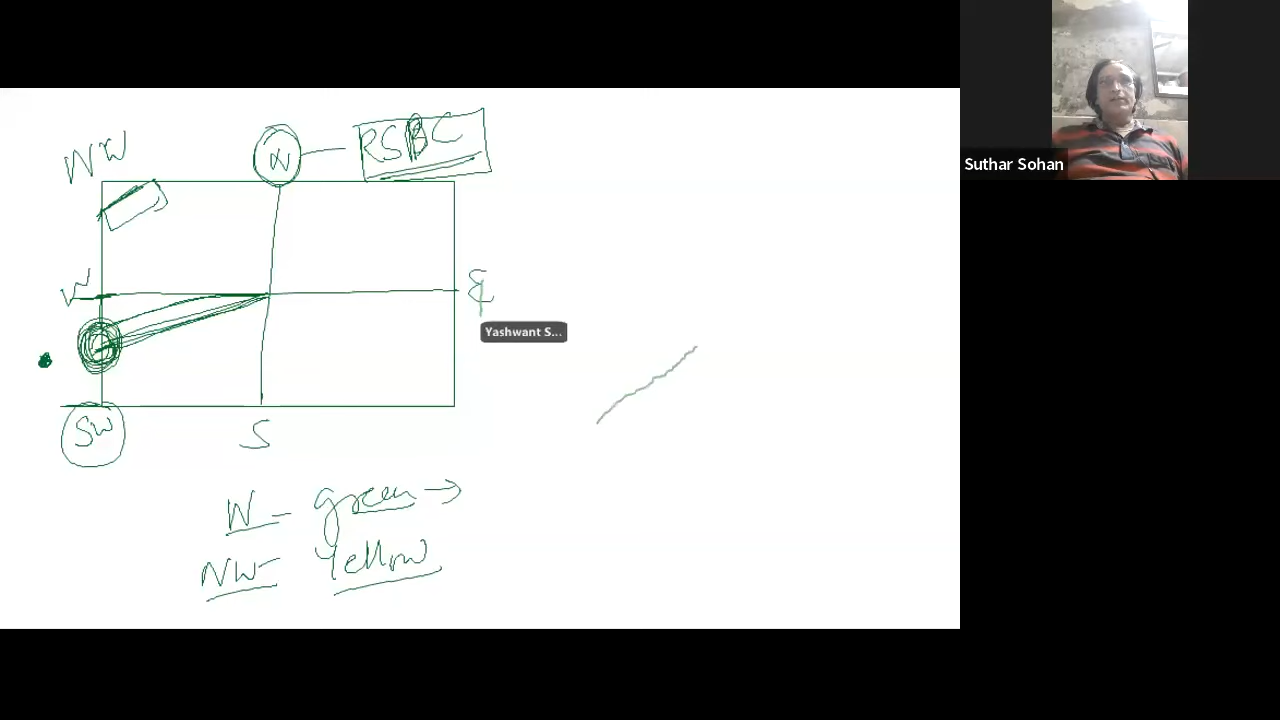 NW
N
RSBC
Suthar Sohan
W
E
Yashwant S...
SW
S
N - green →
NW - Yellow